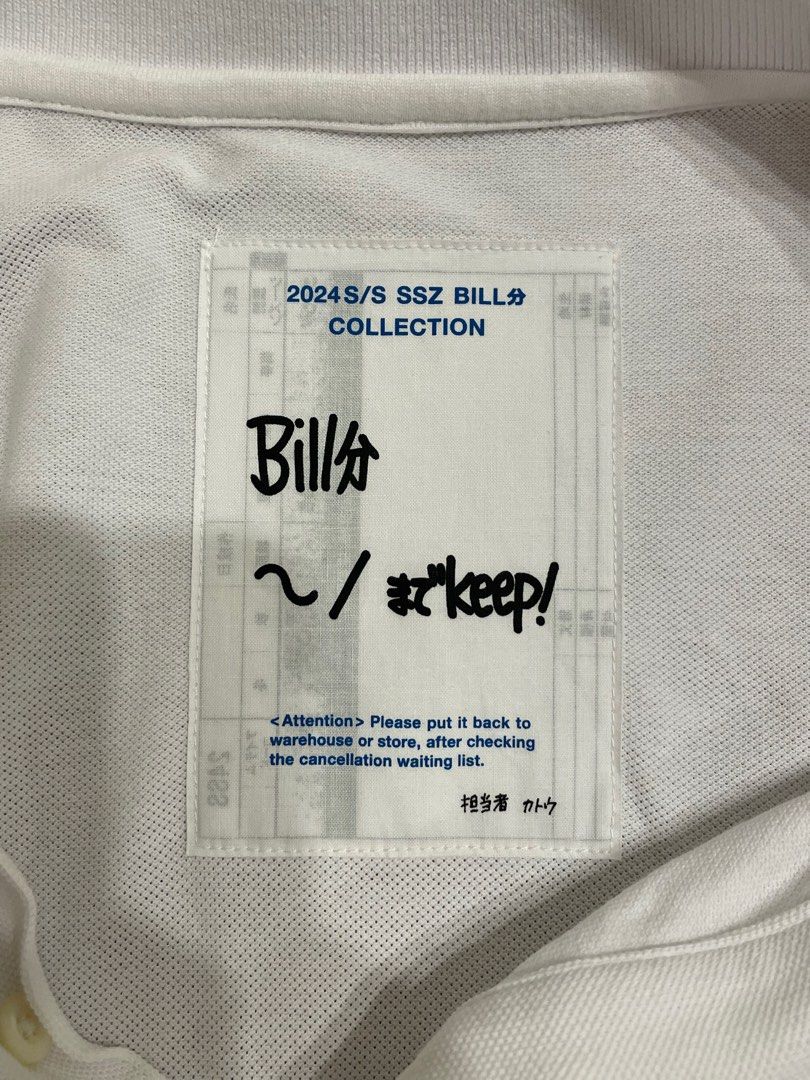 2024 S/S SSZ BILL分
COLLECTION
Bill分
～/までkeep!
<Attention> Please put it back to
warehouse or store, after checking
the cancellation waiting list.
担当者 カトウ
24SS